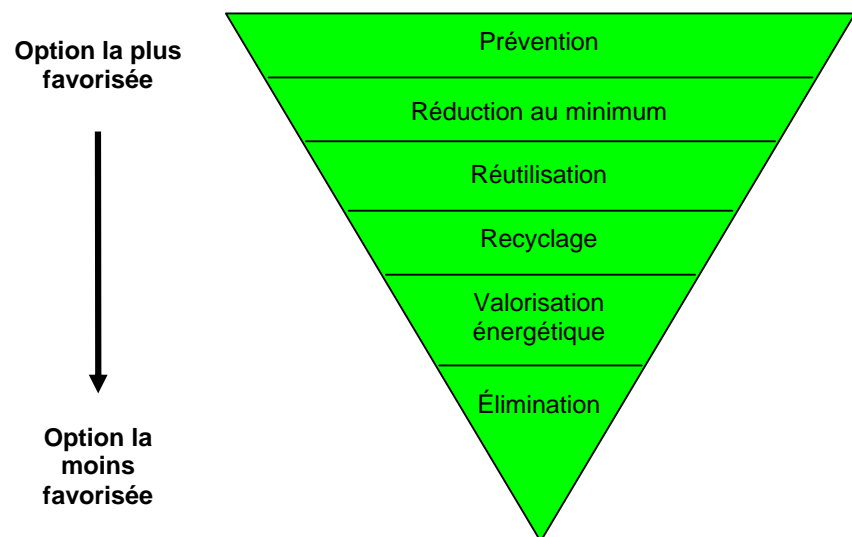 Option la plus
favorisée
Prévention
Réduction au minimum
Réutilisation
Recyclage
Valorisation
énergétique
Élimination
Option la
moins
favorisée